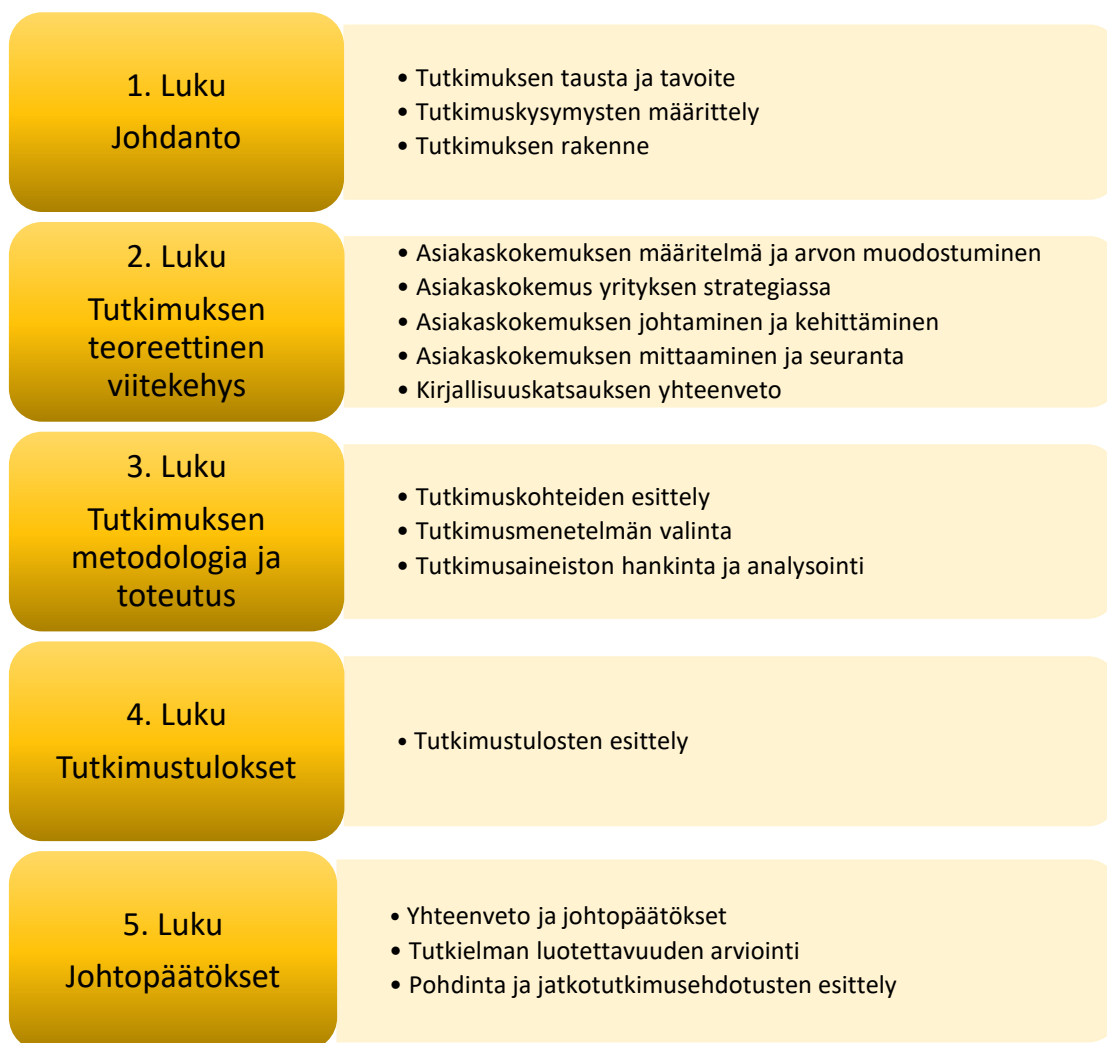 1. Luku
Johdanto
• Tutkimuksen tausta ja tavoite
• Tutkimuskysymysten määrittely
• Tutkimuksen rakenne
2. Luku
Tutkimuksen
teoreettinen
viitekehys
• Asiakaskokemuksen määritelmä ja arvon muodostuminen
• Asiakaskokemus yrityksen strategiassa
• Asiakaskokemuksen johtaminen ja kehittäminen
• Asiakaskokemuksen mittaaminen ja seuranta
• Kirjallisuuskatsauksen yhteenveto
3. Luku
Tutkimuksen
metodologia ja
toteutus
• Tutkimuskohteiden esittely
• Tutkimusmenetelmän valinta
• Tutkimusaineiston hankinta ja analysointi
4. Luku
Tutkimustulokset
• Tutkimustulosten esittely
5. Luku
Johtopäätökset
• Yhteenveto ja johtopäätökset
• Tutkielman luotettavuuden arviointi
• Pohdinta ja jatkotutkimusehdotusten esittely